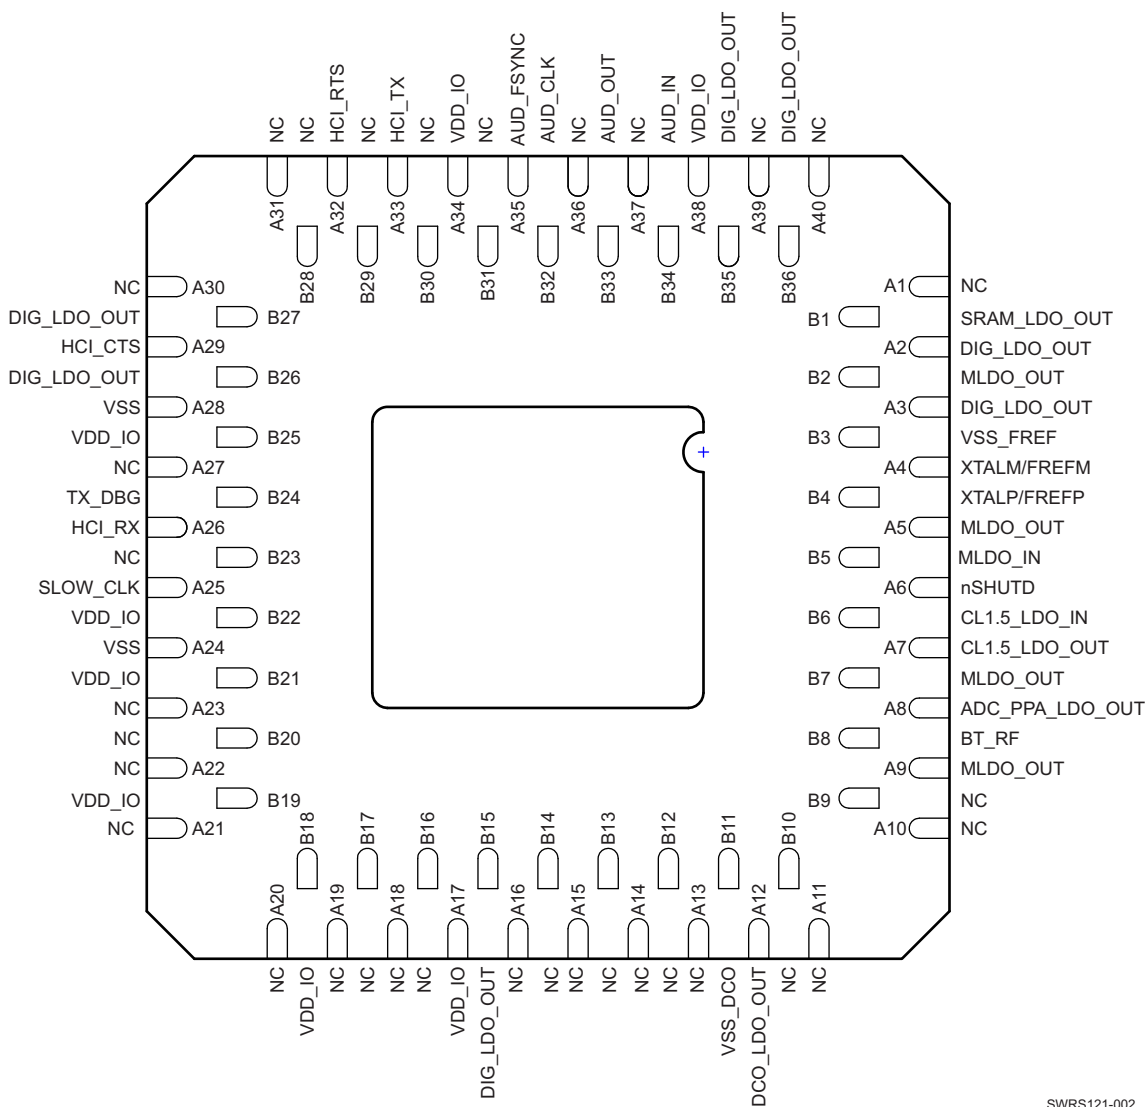 NC
NC
HCI_RTS
NC
HCI_TX
NC
VDD_IO
NC
AUD_FSYNC
AUD_CLK
NC
AUD_OUT
NC
AUD_IN
VDD_IO
DIG_LDO_OUT
NC
DIG_LDO_OUT
NC
A31
A32
A33
A34
A35
A36
A37
A38
A39
A40
B28
B29
B30
B31
B32
B33
B34
B35
B36
NC A30
DIG_LDO_OUT B27
HCI_CTS A29
DIG_LDO_OUT B26
VSS A28
VDD_IO B25
NC A27
TX_DBG B24
HCI_RX A26
NC B23
SLOW_CLK A25
VDD_IO B22
VSS A24
VDD_IO B21
NC A23
NC B20
NC A22
VDD_IO B19
NC A21
A1 NC
B1 SRAM_LDO_OUT
A2 DIG_LDO_OUT
B2 MLDO_OUT
A3 DIG_LDO_OUT
B3 VSS_FREF
A4 XTALM/FREFM
B4 XTALP/FREFP
A5 MLDO_OUT
B5 MLDO_IN
A6 nSHUTD
B6 CL1.5_LDO_IN
A7 CL1.5_LDO_OUT
B7 MLDO_OUT
A8 ADC_PPA_LDO_OUT
B8 BT_RF
A9 MLDO_OUT
B9 NC
A10 NC
B18
B17
B16
B15
B14
B13
B12
B11
B10
A20
A19
A18
A17
A16
A15
A14
A13
A12
A11
NC
VDD_IO
NC
NC
NC
NC
VDD_IO
DIG_LDO_OUT
NC
NC
NC
NC
NC
NC
NC
VSS_DCO
DCO_LDO_OUT
NC
NC
SWRS121-002